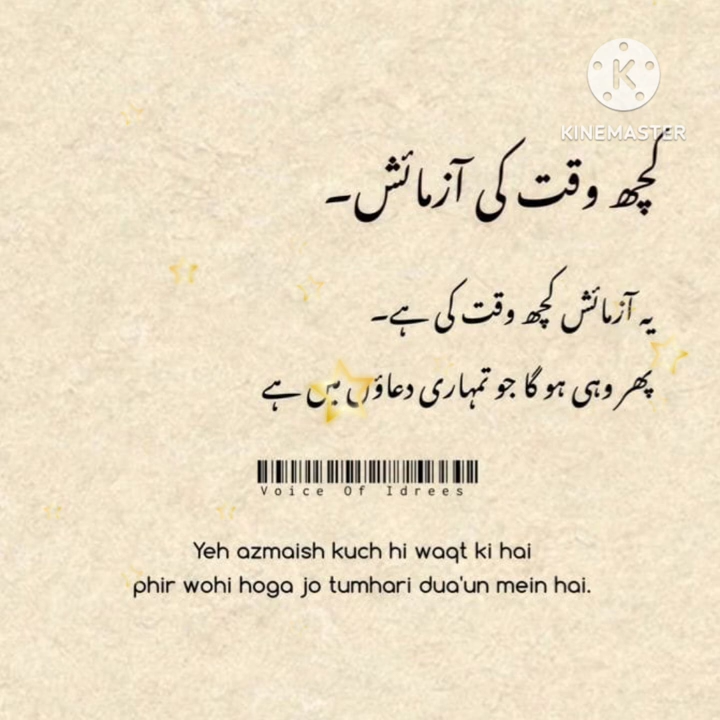 KINEMASTER
کچھ وقت کی آزمائش۔
یہ آزمائش کچھ وقت کی ہے۔
پھر وہی ہو گا جو تمہاری دعاؤں میں ہے
Voice Of Idrees
Yeh azmaish kuch hi waqt ki hai
phir wohi hoga jo tumhari dua'un mein hai.